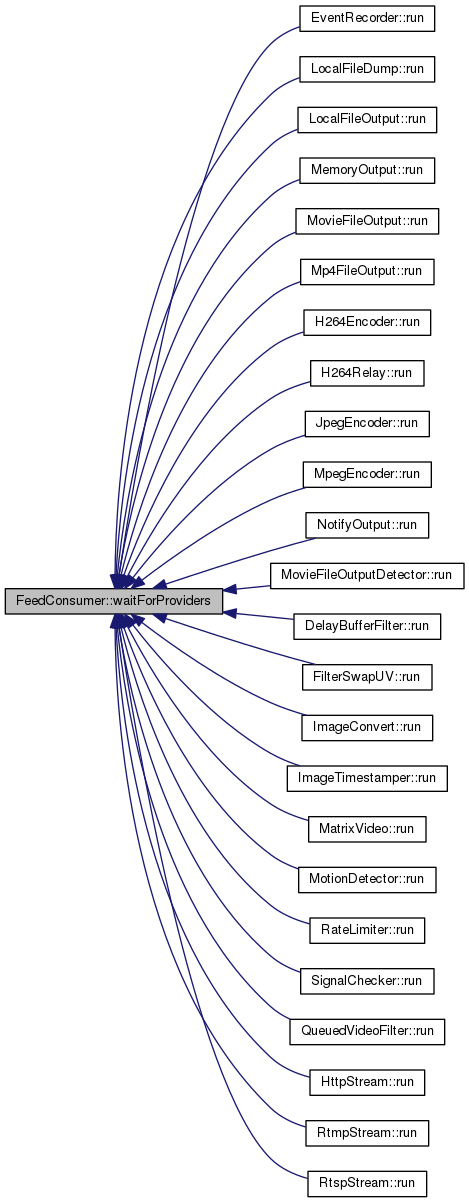 EventRecorder::run
LocalFileDump::run
LocalFileOutput::run
MemoryOutput::run
MovieFileOutput::run
Mp4FileOutput::run
H264Encoder::run
H264Relay::run
JpegEncoder::run
MpegEncoder::run
NotifyOutput::run
MovieFileOutputDetector::run
FeedConsumer::waitForProviders
DelayBufferFilter::run
FilterSwapUV::run
ImageConvert::run
ImageTimestamper::run
MatrixVideo::run
MotionDetector::run
RateLimiter::run
SignalChecker::run
QueuedVideoFilter::run
HttpStream::run
RtmpStream::run
RtspStream::run